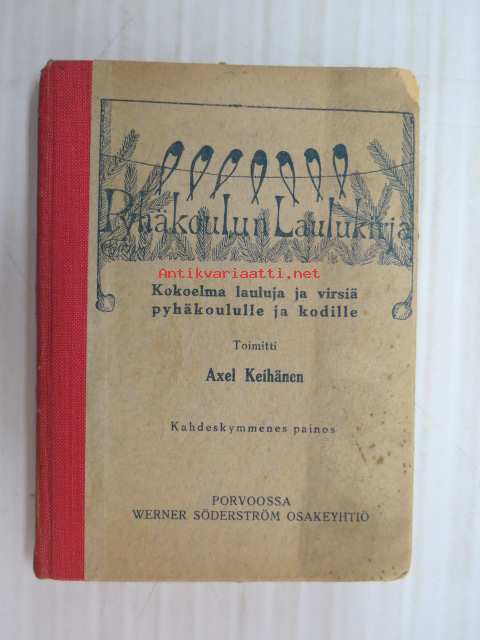 Pyhäkoulun Laulukirja
Antikvariaatti.net
Kokoelma lauluja ja virsiä
pyhäkoululle ja kodille
Toimitti
Axel Keihänen
Kahdeskymmenes painos
PORVOOSSA
WERNER SÖDERSTRÖM OSAKEYHTIÖ